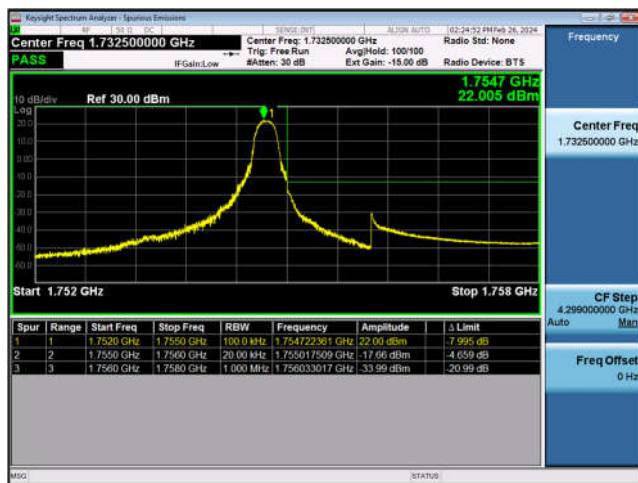 Keysight Spectrum Analyzer - Spurious Emissions
RF 50 Ω DC SENSE:INT ALIGN AUTO 02:24:52 PM Feb 26, 2024
Center Freq 1.732500000 GHz
PASS
IFGain:Low
Center Freq: 1.732500000 GHz
Trig: Free Run Avg|Hold: 100/100
#Atten: 30 dB Ext Gain: -15.00 dB
Radio Std: None
Radio Device: BTS
1.7547 GHz
22.005 dBm
10 dB/div Ref 30.00 dBm
Log
20.0
10.0
0.00
-10.0
-20.0
-30.0
-40.0
-50.0
-60.0
1
Start 1.752 GHz Stop 1.758 GHz
Spur Range Start Freq Stop Freq RBW Frequency Amplitude Δ Limit
1 1 1.7520 GHz 1.7550 GHz 100.0 kHz 1.754722361 GHz 22.00 dBm -7.995 dB
2 2 1.7550 GHz 1.7560 GHz 20.00 kHz 1.755017509 GHz -17.66 dBm -4.659 dB
3 3 1.7560 GHz 1.7580 GHz 1.000 MHz 1.756033017 GHz -33.99 dBm -20.99 dB
MSG STATUS
Frequency
Center Freq
1.732500000 GHz
CF Step
4.299000000 GHz
Auto Man
Freq Offset
0 Hz